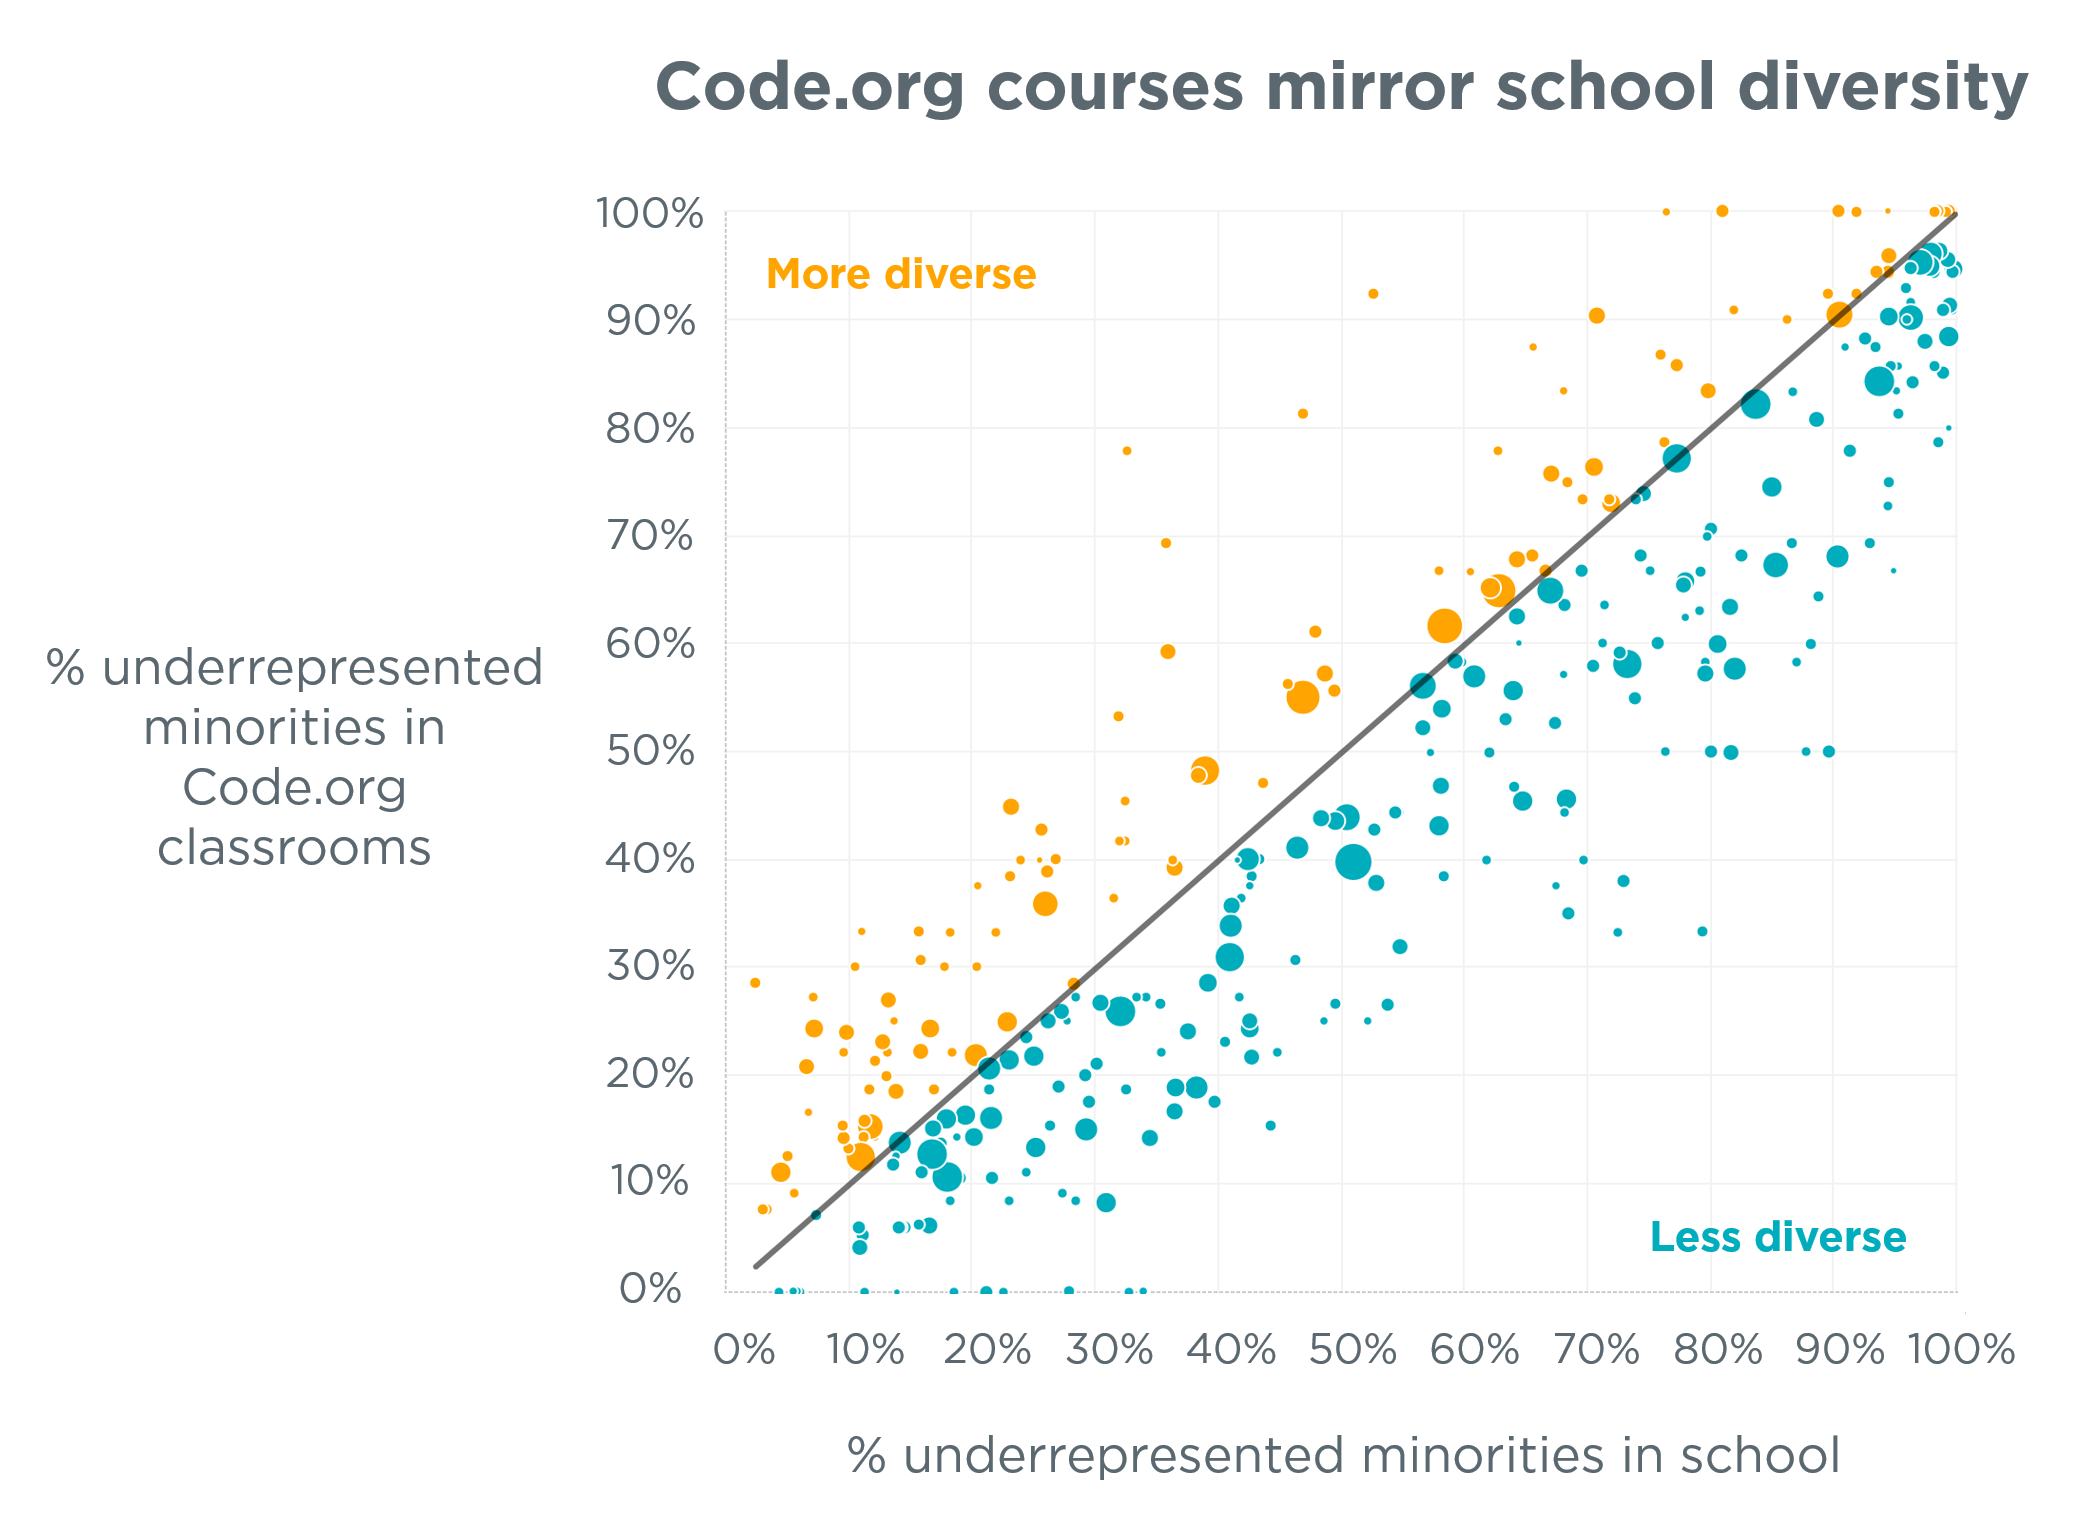 Code.org courses mirror school diversity
100%
More diverse
90%
80%
70%
60%
% underrepresented
minorities in
Code.org
classrooms
50%
40%
30%
20%
10%
Less diverse
0%
0% 10% 20% 30% 40% 50% 60% 70% 80% 90% 100%
% underrepresented minorities in school